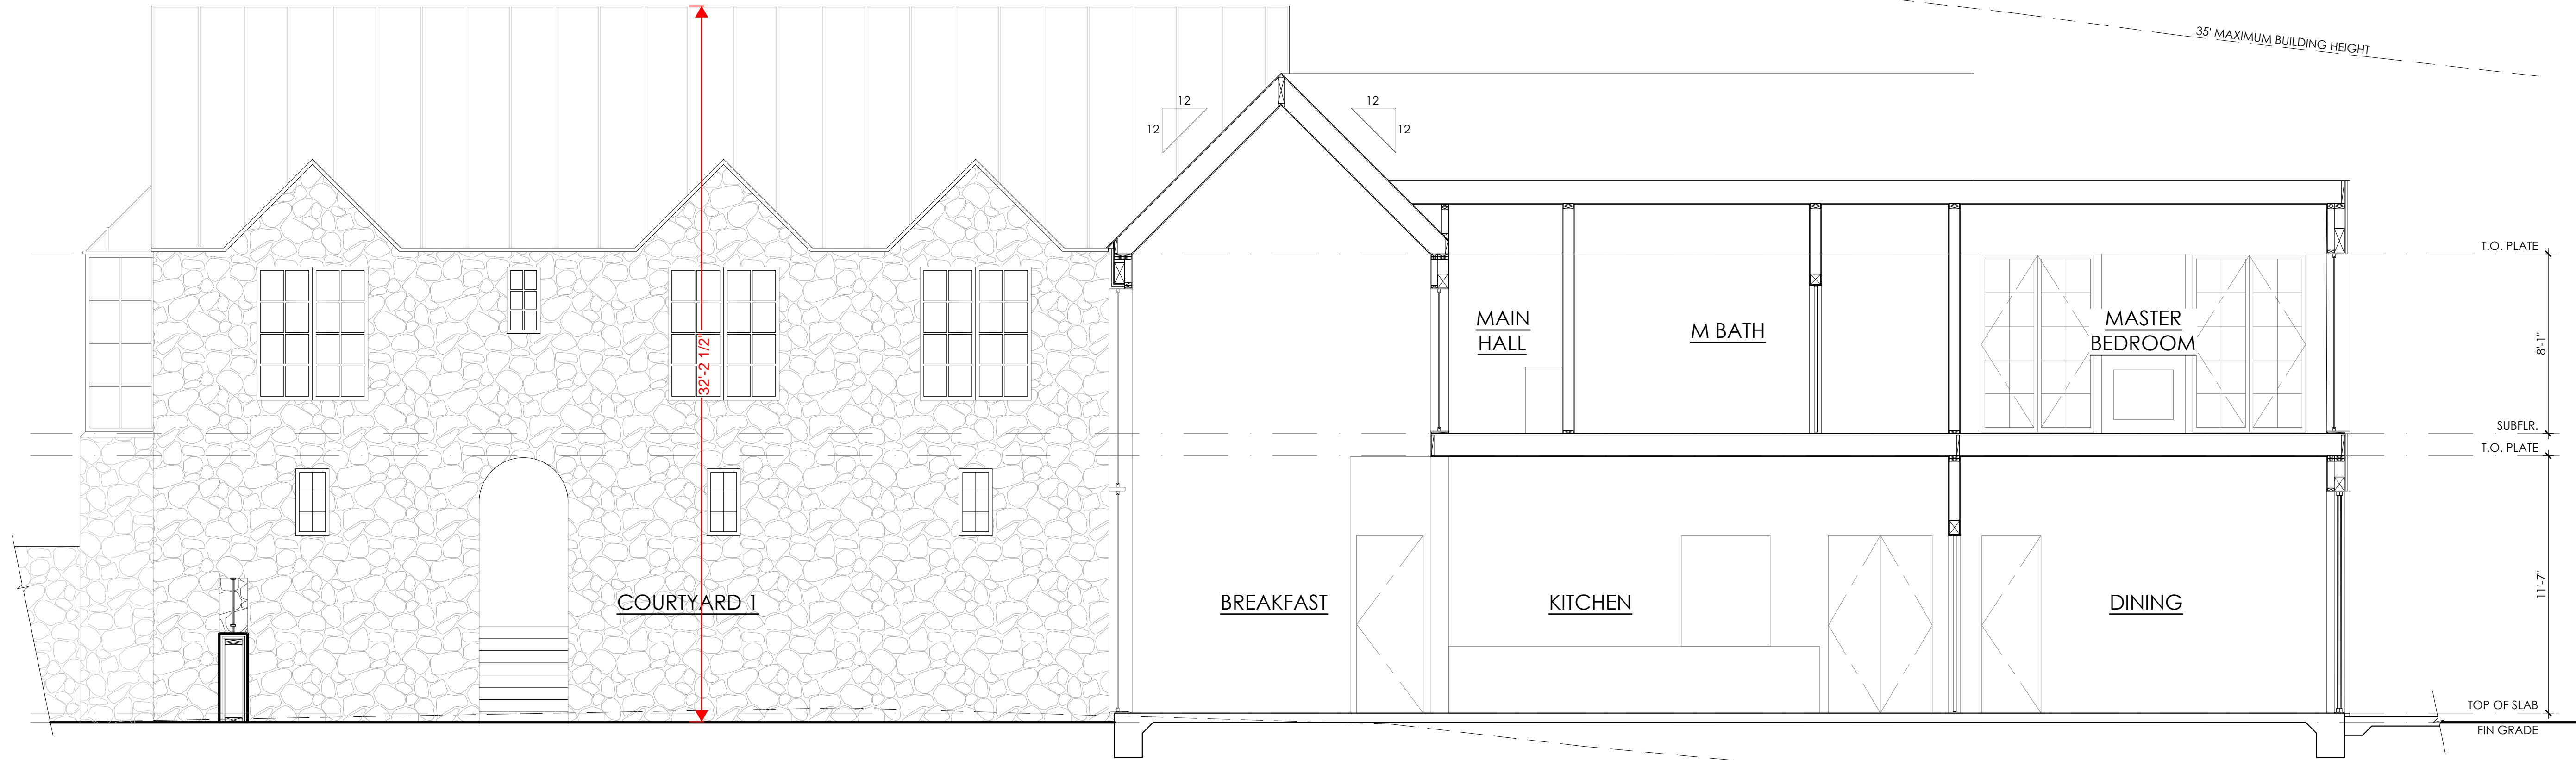 35' MAXIMUM BUILDING HEIGHT
12
12
12
12
T.O. PLATE
32'-2 1/2"
MAIN
HALL
M BATH
MASTER
BEDROOM
8'-1"
SUBFLR.
T.O. PLATE
COURTYARD 1
BREAKFAST
KITCHEN
DINING
11'-7"
TOP OF SLAB
FIN GRADE